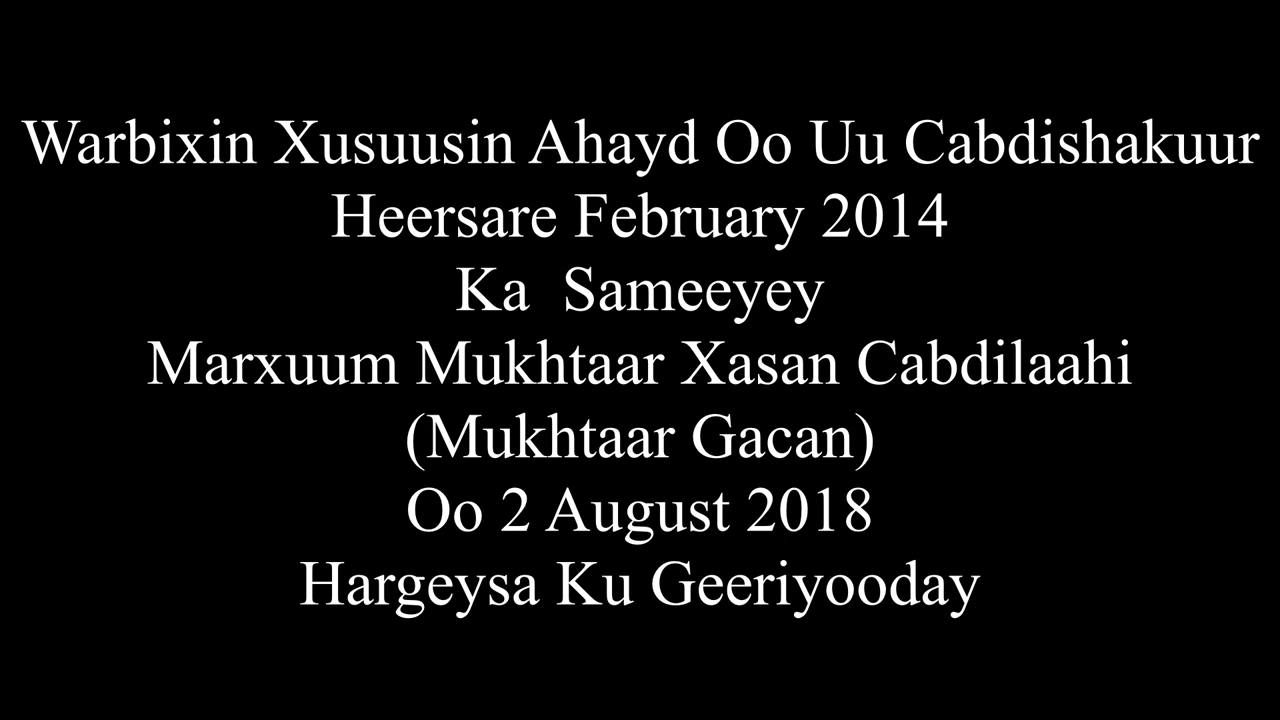 Warbixin Xusuusin Ahayd Oo Uu Cabdishakuur
Heersare February 2014
Ka  Sameeyey
Marxuum Mukhtaar Xasan Cabdilaahi
(Mukhtaar Gacan)
Oo 2 August 2018
Hargeysa Ku Geeriyooday